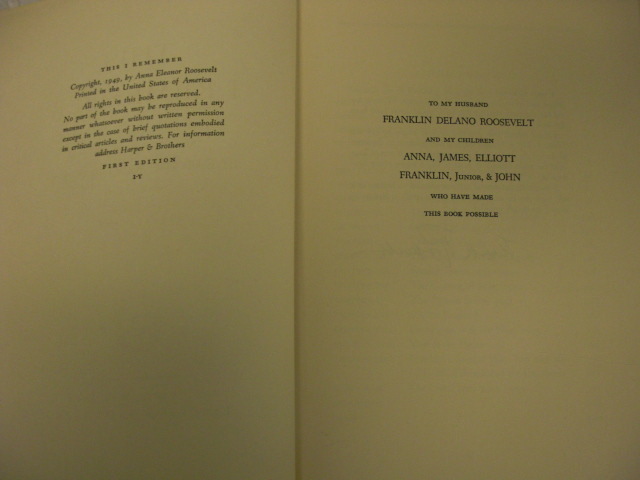 THIS I REMEMBER
Copyright, 1949, by Anna Eleanor Roosevelt
Printed in the United States of America
All rights in this book are reserved.
No part of the book may be reproduced in any
manner whatsoever without written permission
except in the case of brief quotations embodied
in critical articles and reviews. For information
address Harper & Brothers
FIRST EDITION
I-Y
TO MY HUSBAND
FRANKLIN DELANO ROOSEVELT
AND MY CHILDREN
ANNA, JAMES, ELLIOTT
FRANKLIN, JUNIOR, & JOHN
WHO HAVE MADE
THIS BOOK POSSIBLE